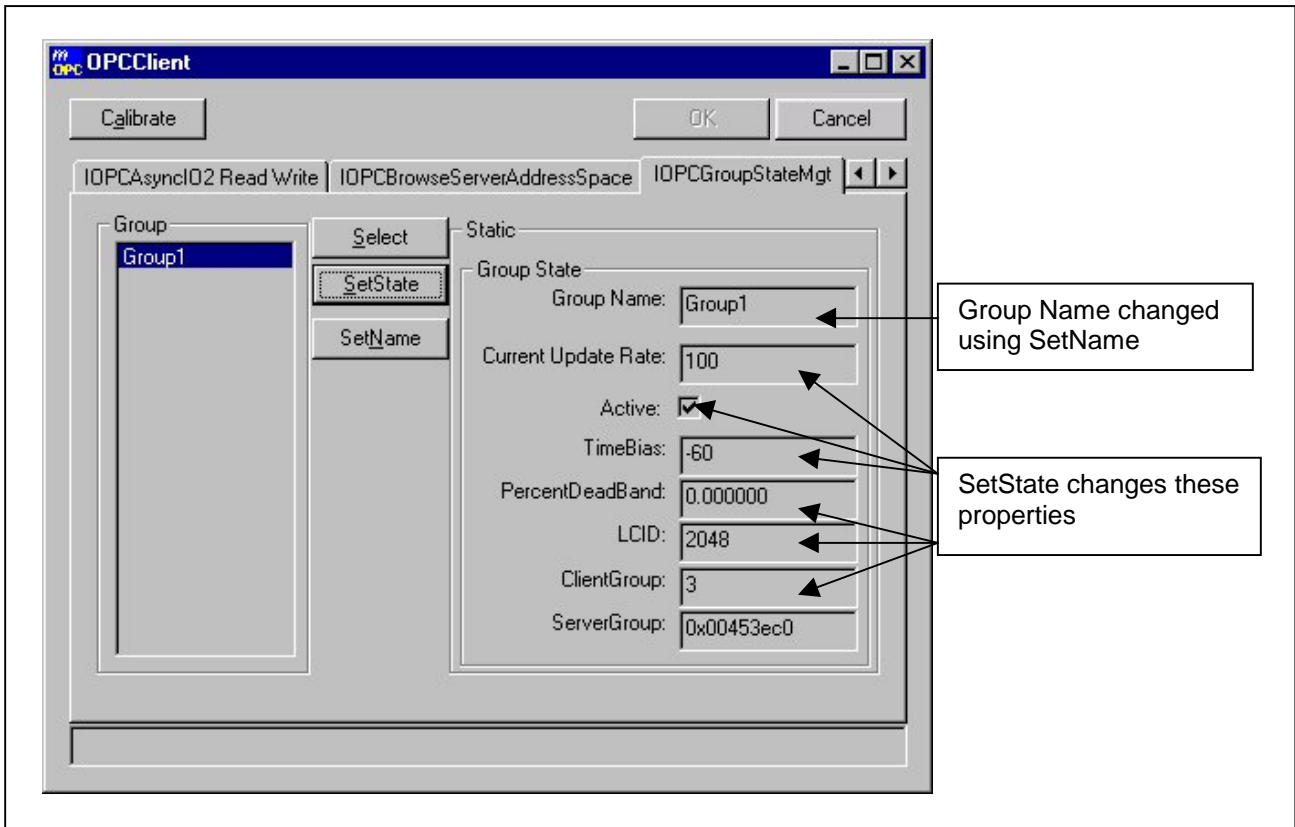 OPC OPCClient
Calibrate
OK
Cancel
IOPCAsyncIO2 Read Write
IOPCBrowseServerAddressSpace
IOPCGroupStateMgt
Group
Group1
Select
SetState
SetName
Static
Group State
Group Name: Group1
Current Update Rate: 100
Active:
TimeBias: -60
PercentDeadBand: 0.000000
LCID: 2048
ClientGroup: 3
ServerGroup: 0x00453ec0
Group Name changed
using SetName
SetState changes these
properties